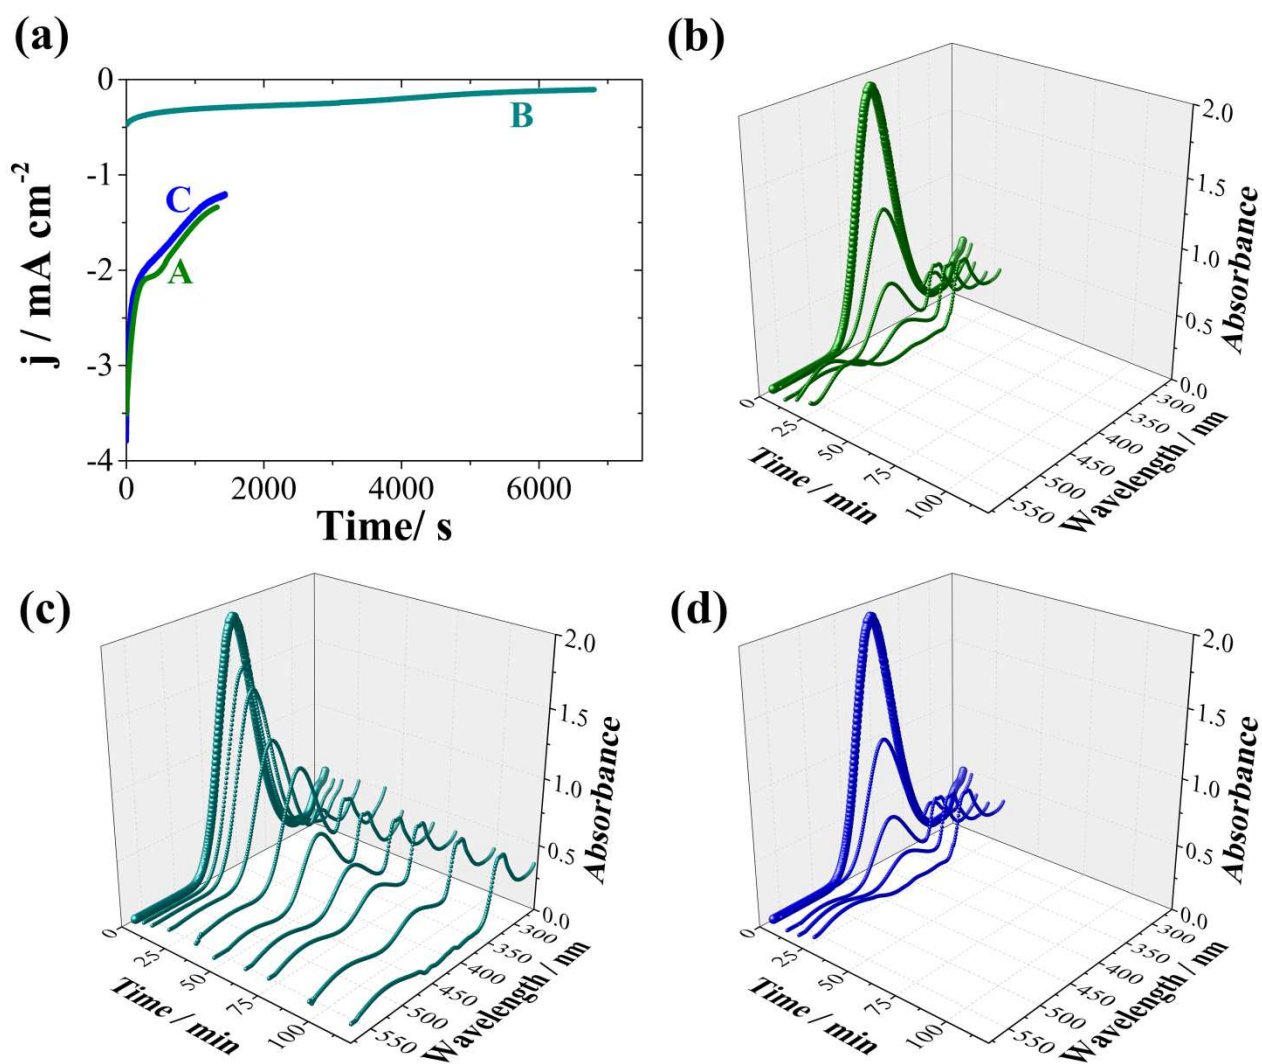 (a)
0
-1
-2
-3
-4
j / mA cm-2
B
C
A
0 2000 4000 6000
Time/ s
(b)
2.0
1.5
1.0
0.5
0.0
Absorbance
0 25 50 75 100
Time / min
300 350 400 450 500 550
Wavelength / nm
(c)
2.0
1.5
1.0
0.5
0.0
Absorbance
0 25 50 75 100
Time / min
300 350 400 450 500 550
Wavelength / nm
(d)
2.0
1.5
1.0
0.5
0.0
Absorbance
0 25 50 75 100
Time / min
300 350 400 450 500 550
Wavelength / nm